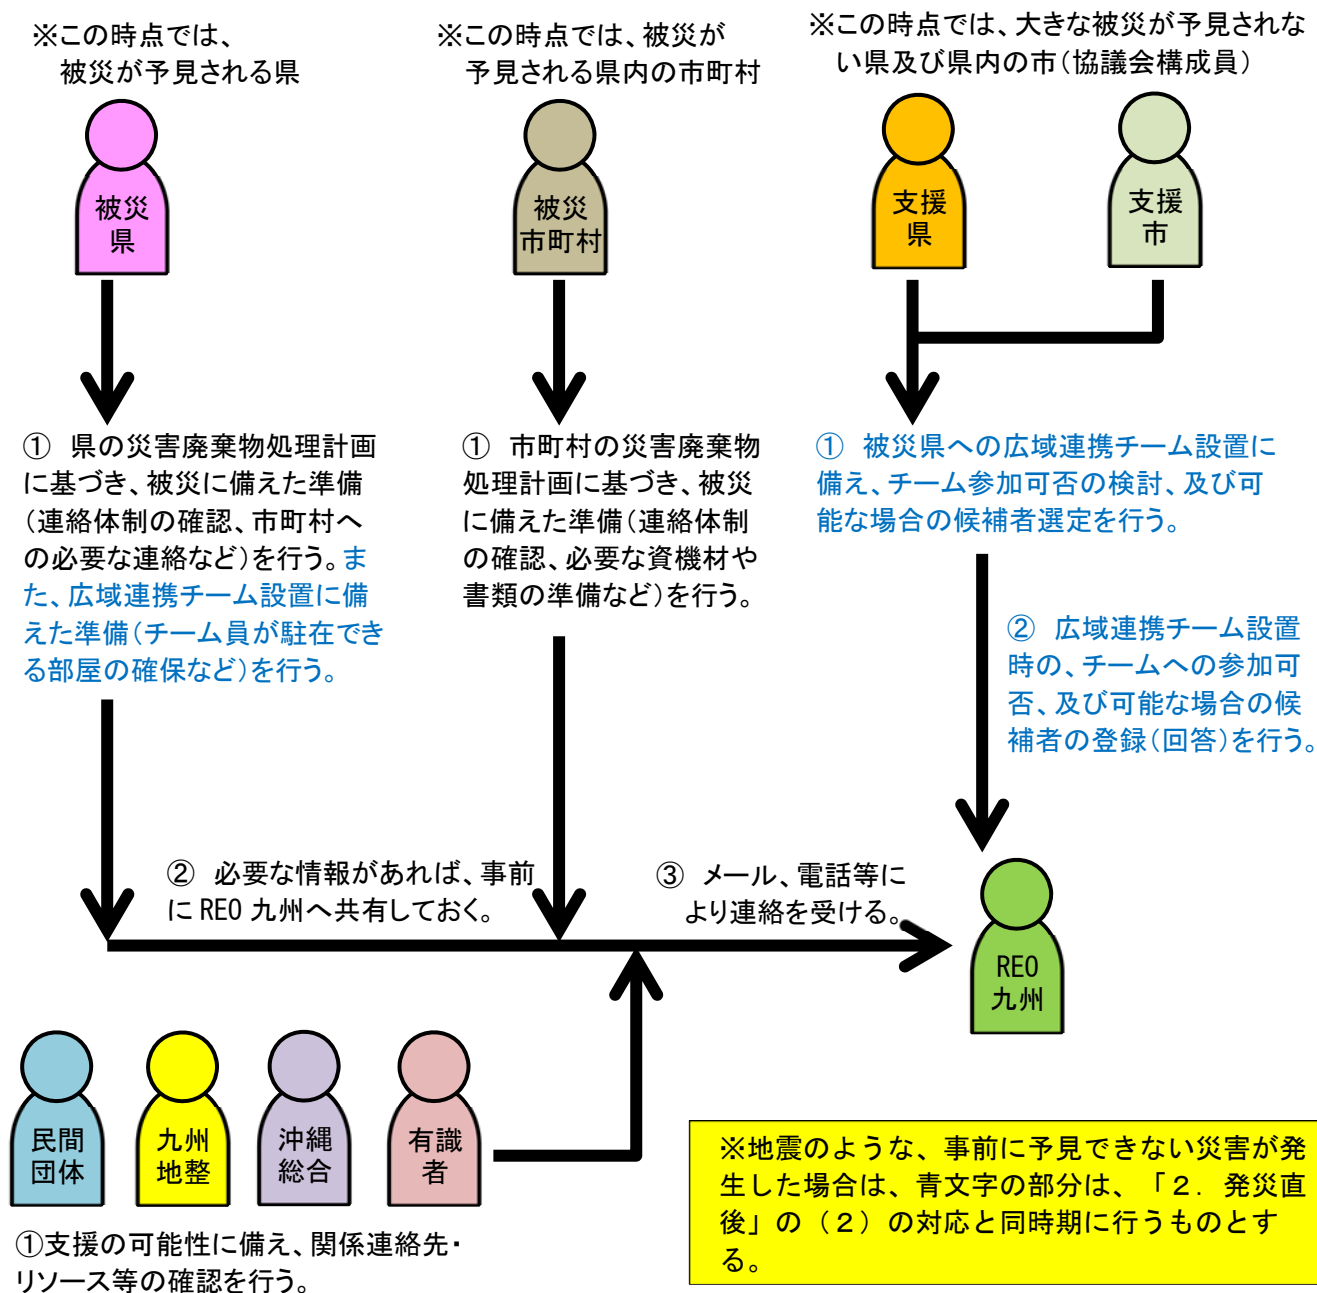 ※この時点では、
被災が予見される県
※この時点では、被災が
予見される県内の市町村
※この時点では、大きな被災が予見されな
い県及び県内の市（協議会構成員）
被災
県
被災
市町村
支援
県
支援
市
① 県の災害廃棄物処理計画
に基づき、被災に備えた準備
（連絡体制の確認、市町村へ
の必要な連絡など）を行う。ま
た、広域連携チーム設置に備
えた準備（チーム員が駐在でき
る部屋の確保など）を行う。
① 市町村の災害廃棄物
処理計画に基づき、被災
に備えた準備（連絡体制
の確認、必要な資機材や
書類の準備など）を行う。
① 被災県への広域連携チーム設置に
備え、チーム参加可否の検討、及び可
能な場合の候補者選定を行う。
② 広域連携チーム設置
時の、チームへの参加可
否、及び可能な場合の候
補者の登録（回答）を行う。
② 必要な情報があれば、事前
に REO 九州へ共有しておく。
③ メール、電話等に
より連絡を受ける。
REO
九州
民間
団体
九州
地整
沖縄
総合
有識
者
①支援の可能性に備え、関係連絡先・
リソース等の確認を行う。
※地震のような、事前に予見できない災害が発
生した場合は、青文字の部分は、「２．発災直
後」の（２）の対応と同時期に行うものとす
る。